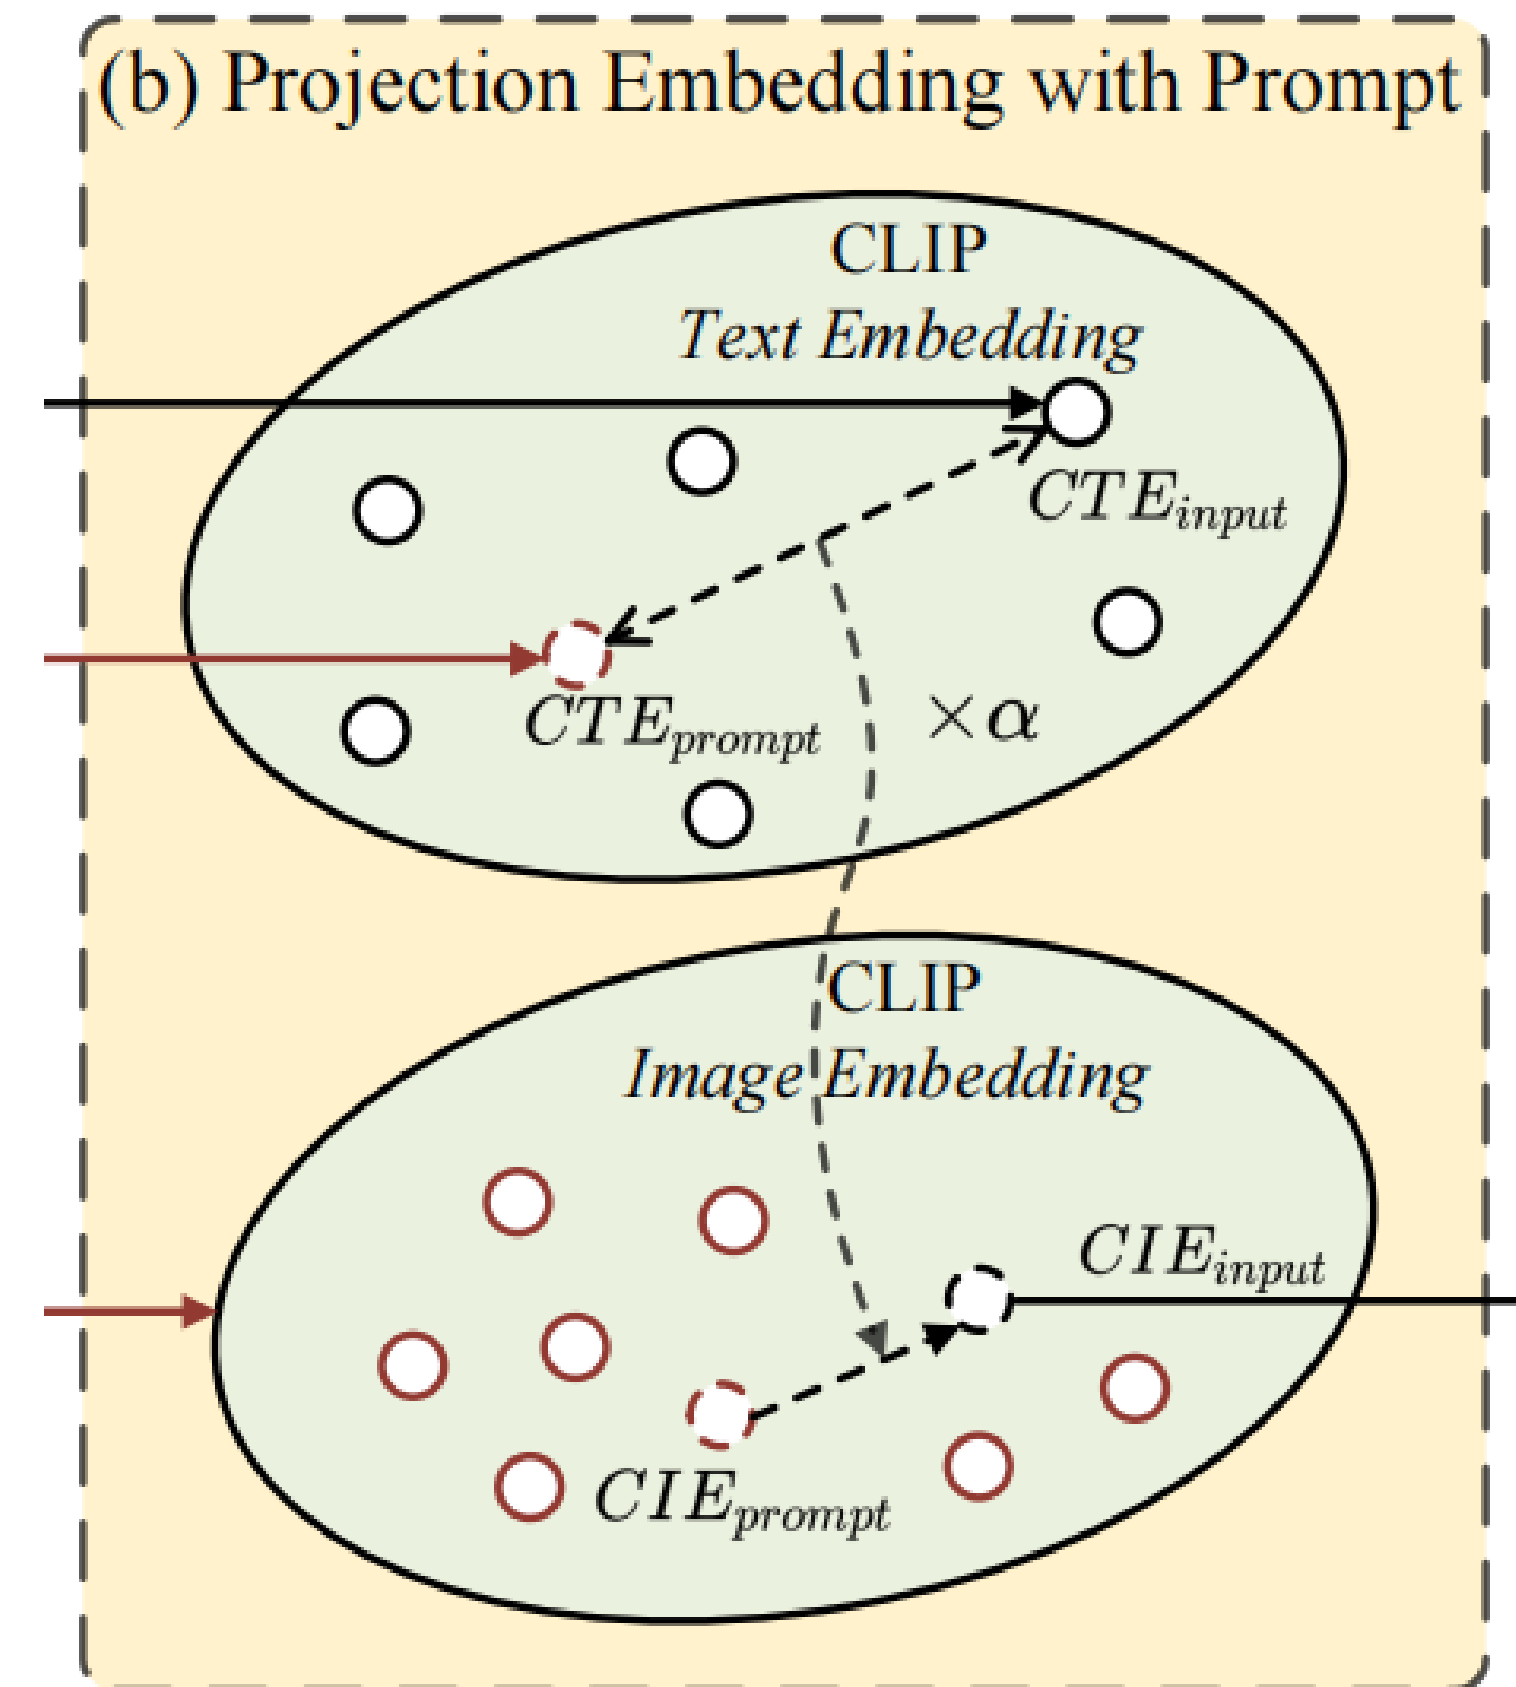 (b) Projection Embedding with Prompt
CLIP
Text Embedding
CTE_input
CTE_prompt
×α
CLIP
Image Embedding
CIE_input
CIE_prompt